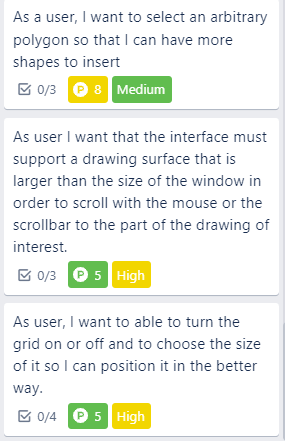 As a user, I want to select an arbitrary
polygon so that I can have more
shapes to insert
0/3 P 8 Medium
As user I want that the interface must
support a drawing surface that is
larger than the size of the window in
order to scroll with the mouse or the
scrollbar to the part of the drawing of
interest.
0/3 P 5 High
As user, I want to able to turn the
grid on or off and to choose the size
of it so I can position it in the better
way.
0/4 P 5 High